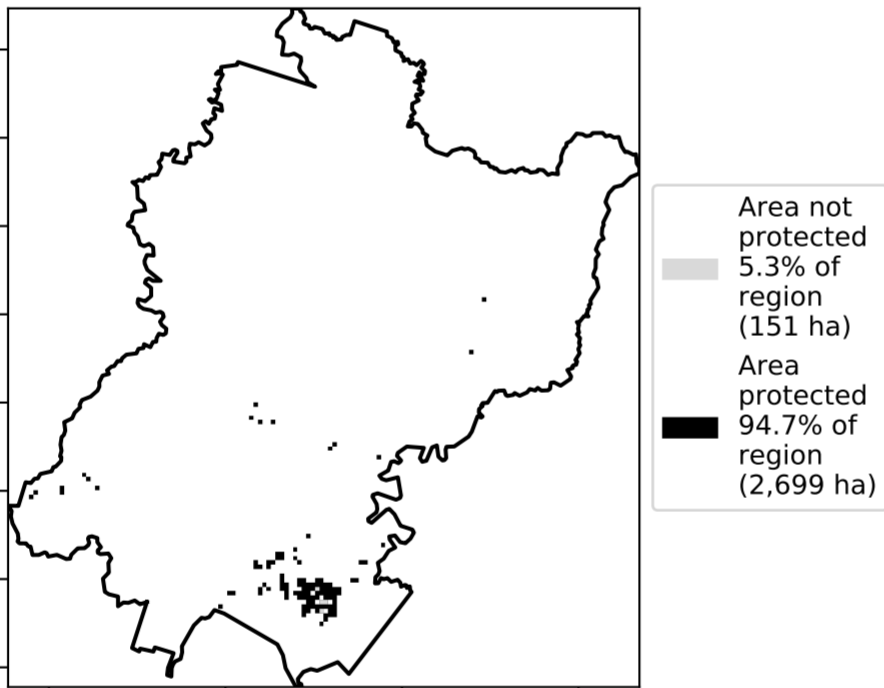 Area not
protected
5.3% of
region
(151 ha)
Area
protected
94.7% of
region
(2,699 ha)